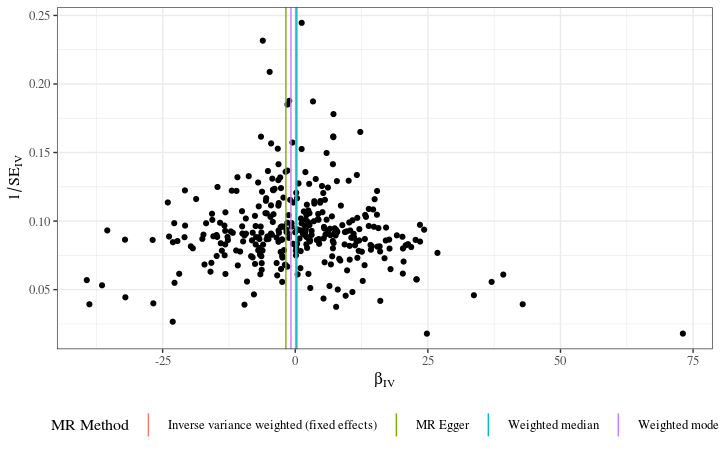 0.25
0.20
0.15
0.10
0.05
1/SE_IV
-25 0 25 50 75
β_IV
MR Method Inverse variance weighted (fixed effects) MR Egger Weighted median Weighted mode